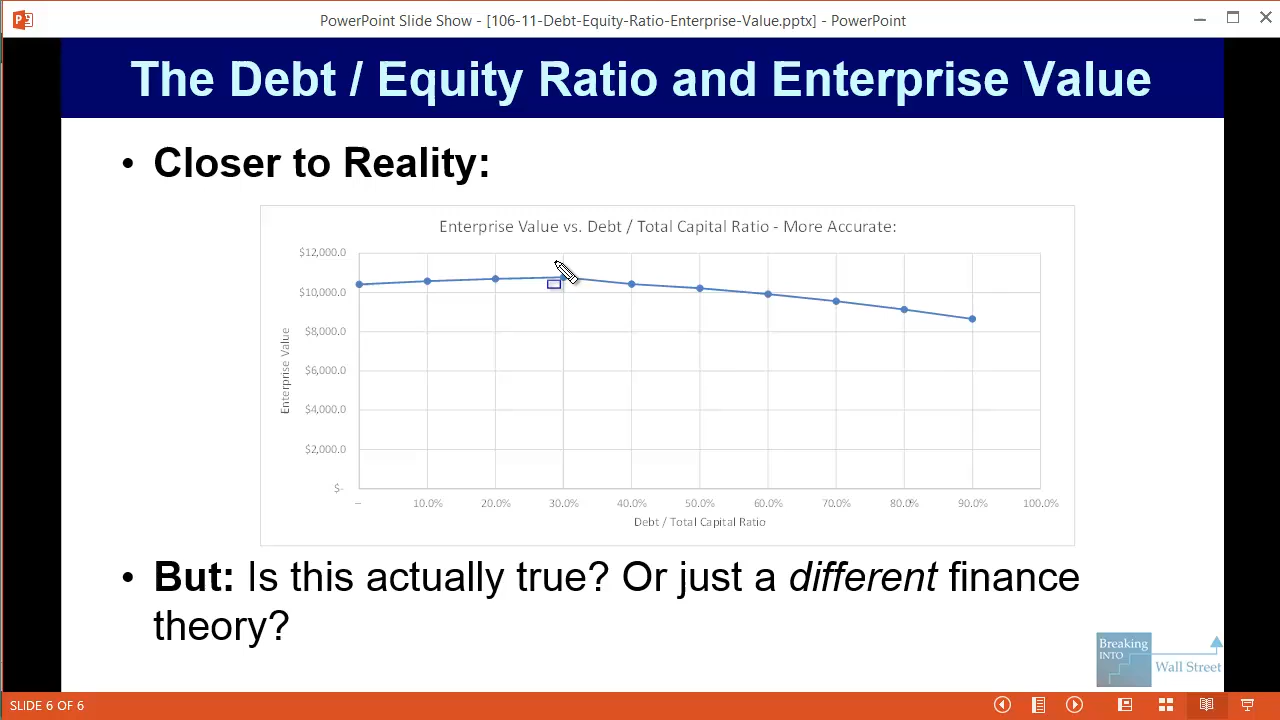 PowerPoint Slide Show - [106-11-Debt-Equity-Ratio-Enterprise-Value.pptx] - PowerPoint
The Debt / Equity Ratio and Enterprise Value
• Closer to Reality:
Enterprise Value vs. Debt / Total Capital Ratio - More Accurate:
$12,000.0
$10,000.0
$8,000.0
$6,000.0
$4,000.0
$2,000.0
$-
Enterprise Value
– 10.0% 20.0% 30.0% 40.0% 50.0% 60.0% 70.0% 80.0% 90.0% 100.0%
Debt / Total Capital Ratio
• But: Is this actually true? Or just a different finance
theory?
Breaking
INTO
Wall Street
SLIDE 6 OF 6